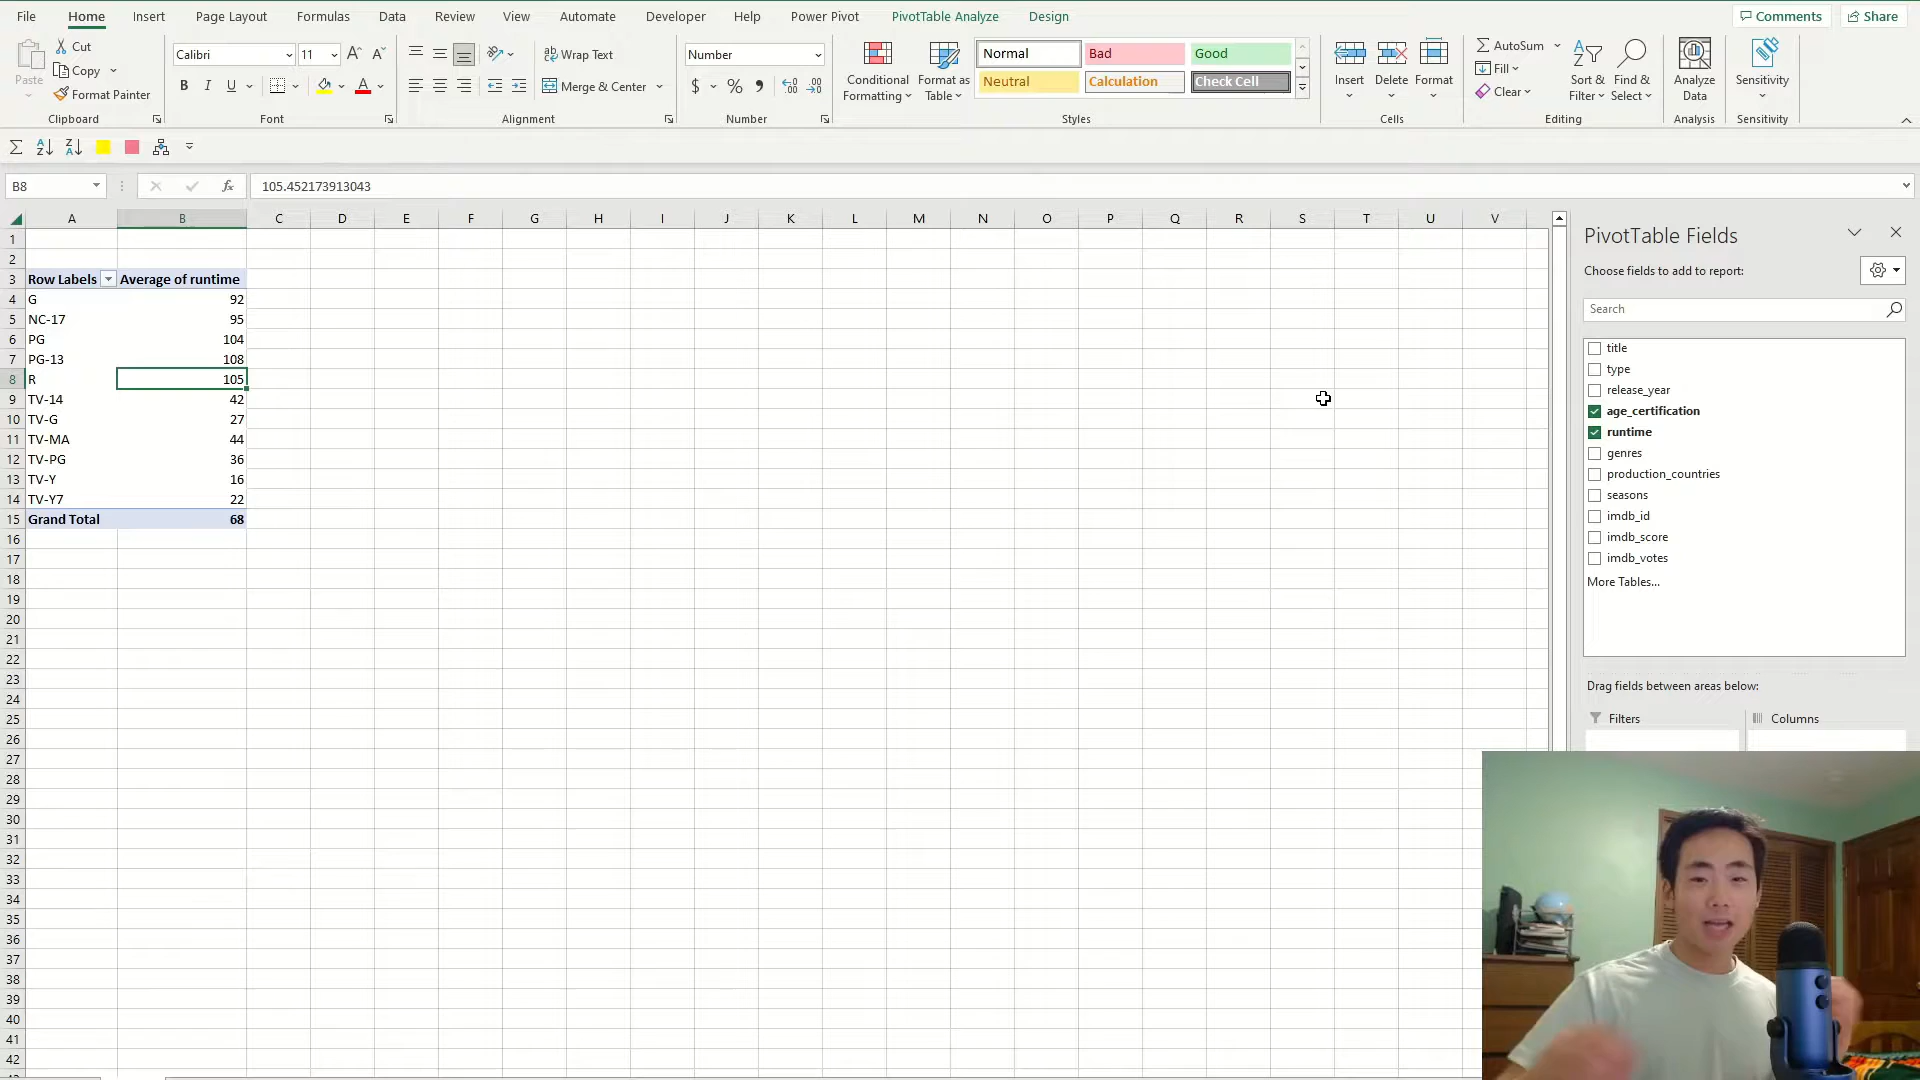 File Home Insert Page Layout Formulas Data Review View Automate Developer Help Power Pivot PivotTable Analyze Design Comments Share
Paste
Cut
Copy
Format Painter
Clipboard
Calibri 11
B I U
Font
Wrap Text
Merge & Center
Alignment
Number
$ % 9
Number
Conditional Formatting
Format as Table
Normal Bad Good
Neutral Calculation Check Cell
Styles
Insert Delete Format
Cells
AutoSum
Fill
Clear
Sort & Filter
Find & Select
Editing
Analyze Data
Analysis
Sensitivity
Sensitivity
B8 fx 105.452173913043
A B C D E F G H I J K L M N O P Q R S T U V
1
2
3 Row Labels Average of runtime
4 G 92
5 NC-17 95
6 PG 104
7 PG-13 108
8 R 105
9 TV-14 42
10 TV-G 27
11 TV-MA 44
12 TV-PG 36
13 TV-Y 16
14 TV-Y7 22
15 Grand Total 68
16
17
18
19
20
21
22
23
24
25
26
27
28
29
30
31
32
33
34
35
36
37
38
39
40
41
42
PivotTable Fields
Choose fields to add to report:
Search
title
type
release_year
age_certification
runtime
genres
production_countries
seasons
imdb_id
imdb_score
imdb_votes
More Tables...
Drag fields between areas below:
Filters Columns